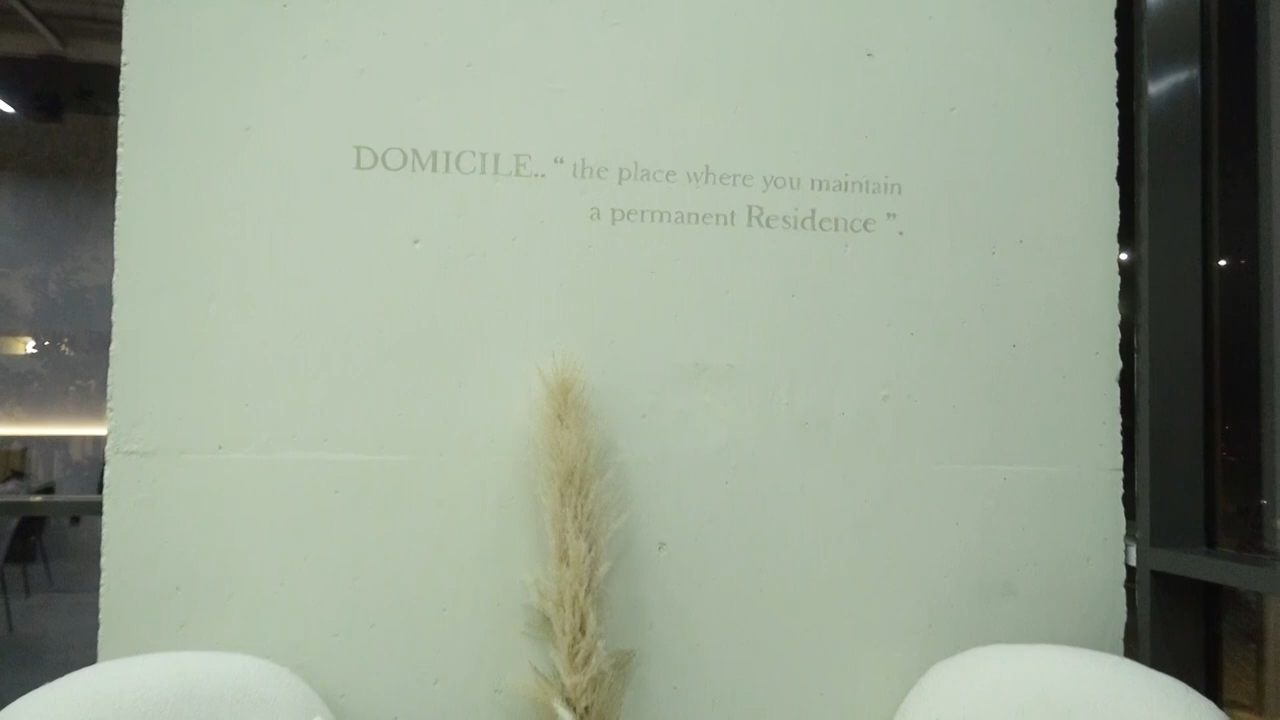 DOMICILE.. “ the place where you maintain
a permanent Residence ”.